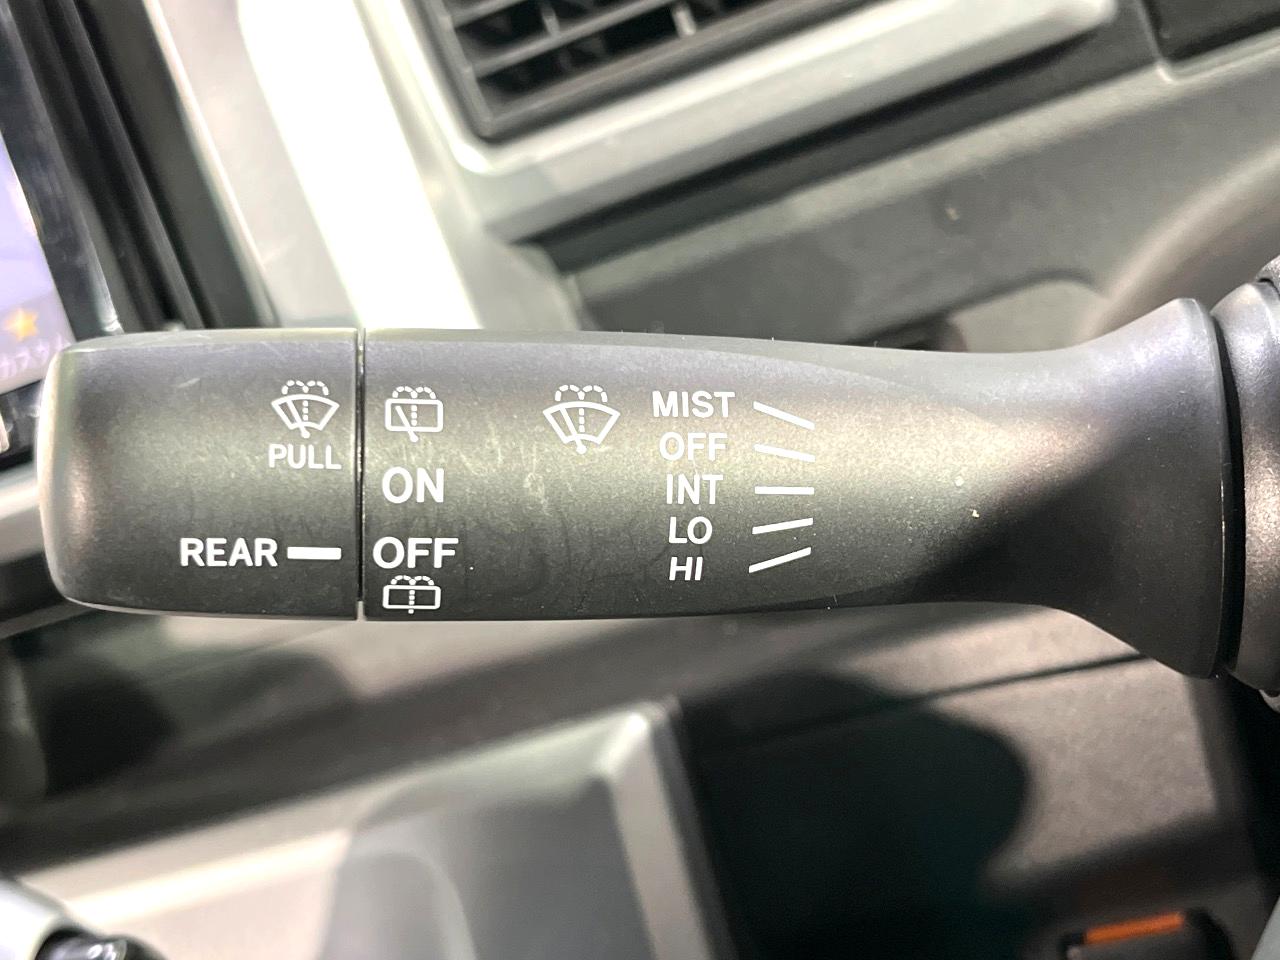 PULL
REAR
ON
OFF
MIST
OFF
INT
LO
HI